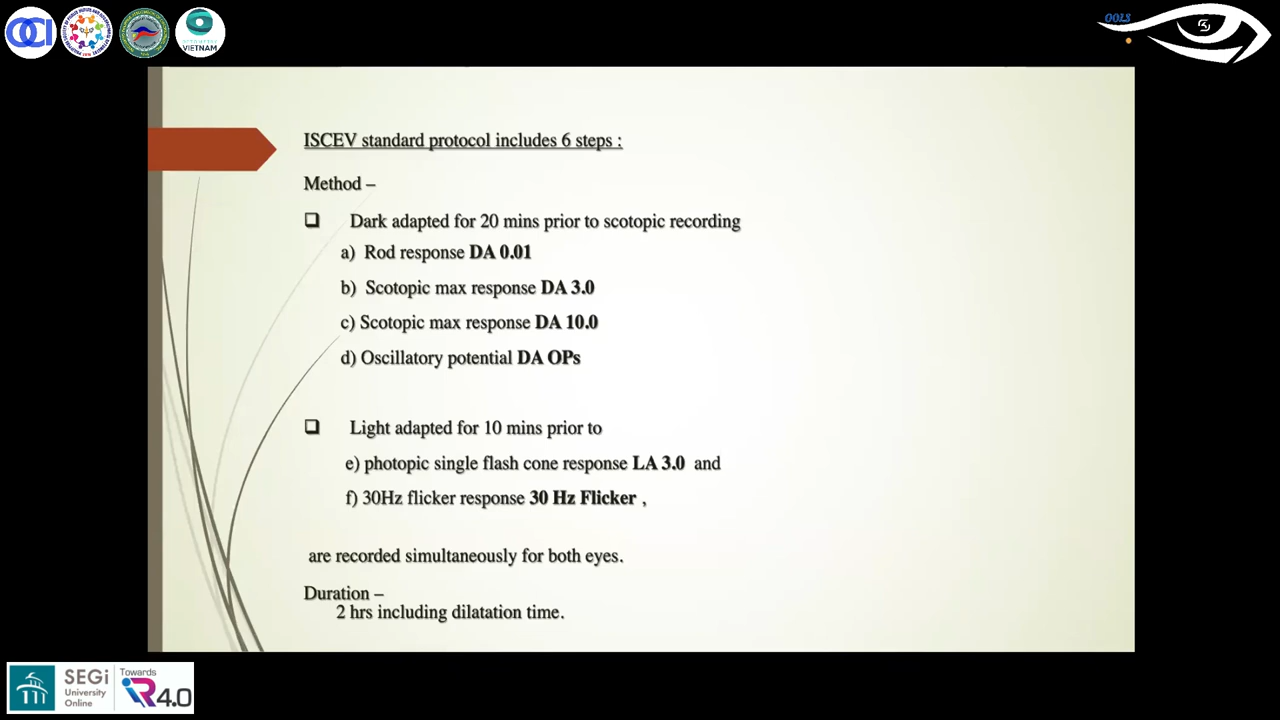 OCI
VIETNAM
OOLS
ISCEV standard protocol includes 6 steps :
Method –
Dark adapted for 20 mins prior to scotopic recording
a) Rod response DA 0.01
b) Scotopic max response DA 3.0
c) Scotopic max response DA 10.0
d) Oscillatory potential DA OPs
Light adapted for 10 mins prior to
e) photopic single flash cone response LA 3.0 and
f) 30Hz flicker response 30 Hz Flicker ,
are recorded simultaneously for both eyes.
Duration –
2 hrs including dilatation time.
SEGi
University
Online
Towards
iR4.0